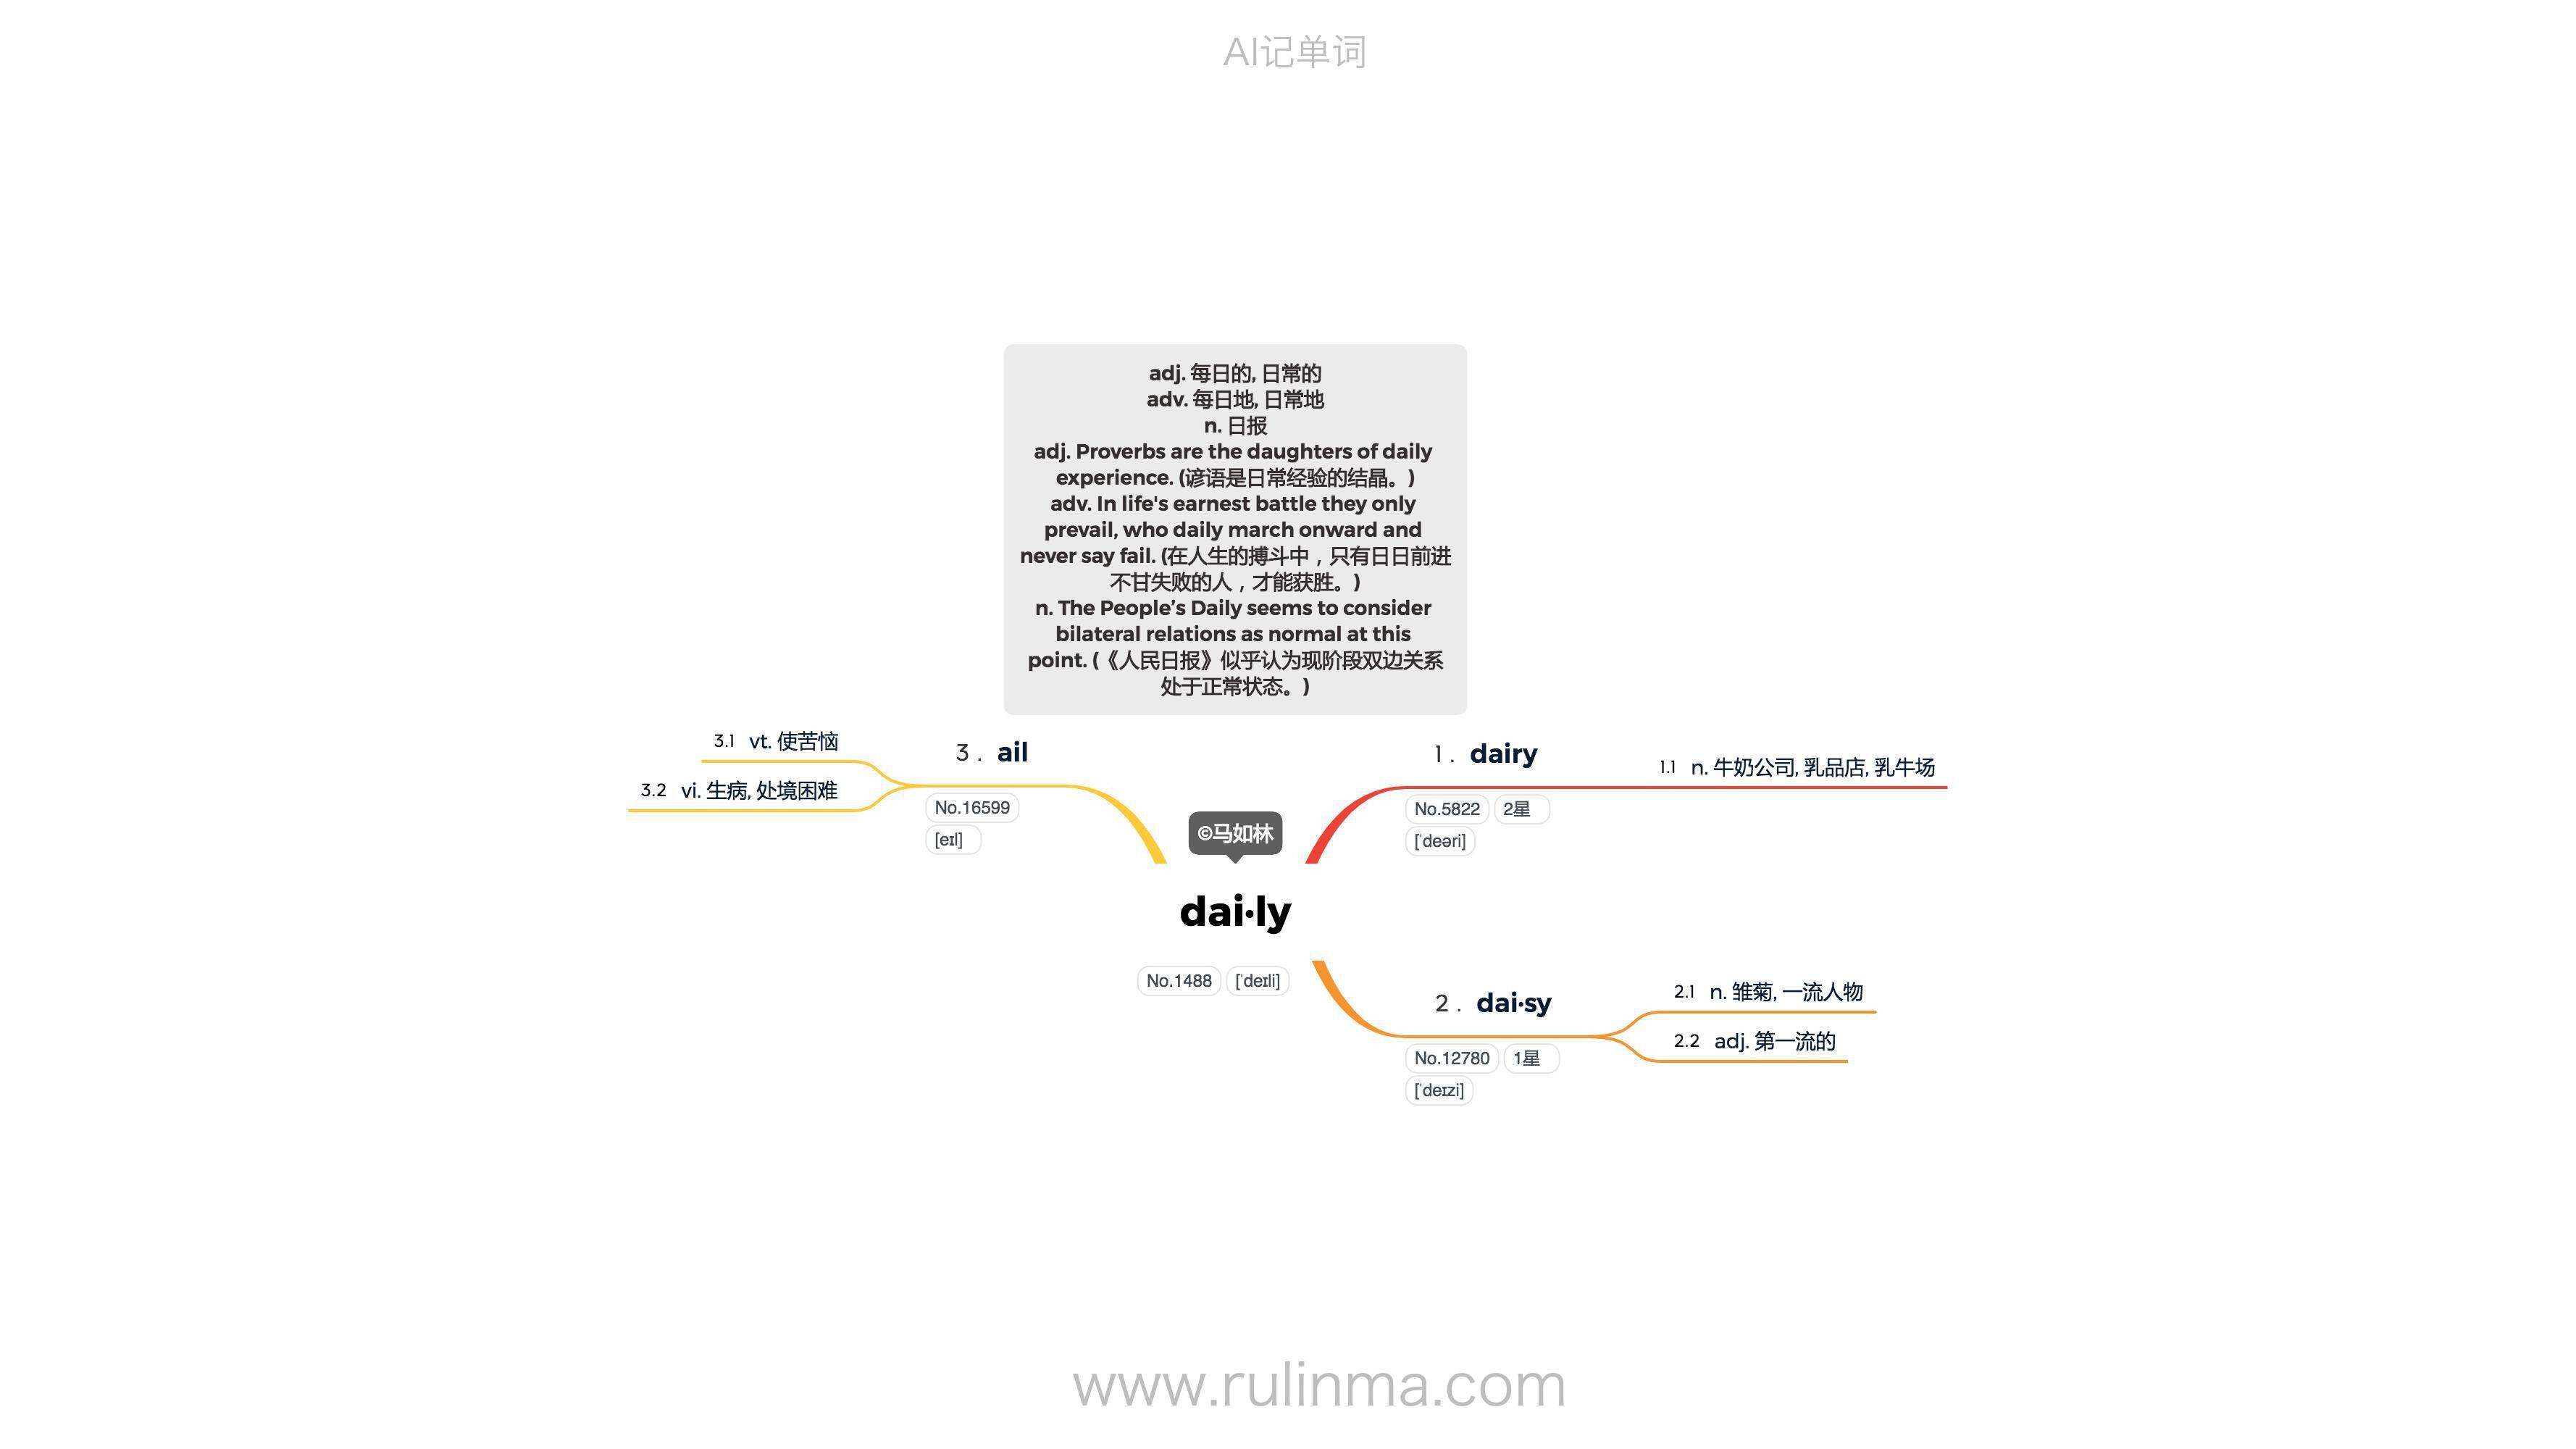 AI记单词
adj. 每日的, 日常的
adv. 每日地, 日常地
n. 日报
adj. Proverbs are the daughters of daily
experience. (谚语是日常经验的结晶。)
adv. In life's earnest battle they only
prevail, who daily march onward and
never say fail. (在人生的搏斗中，只有日日前进
不甘失败的人，才能获胜。)
n. The People’s Daily seems to consider
bilateral relations as normal at this
point. (《人民日报》似乎认为现阶段双边关系
处于正常状态。)
©马如林
dai·ly
No.1488 [ˈdeɪli]
1. dairy
No.5822 2星
[ˈdeəri]
1.1 n. 牛奶公司, 乳品店, 乳牛场
2. dai·sy
No.12780 1星
[ˈdeɪzi]
2.1 n. 雏菊, 一流人物
2.2 adj. 第一流的
3. ail
No.16599
[eɪl]
3.1 vt. 使苦恼
3.2 vi. 生病, 处境困难
www.rulinma.com